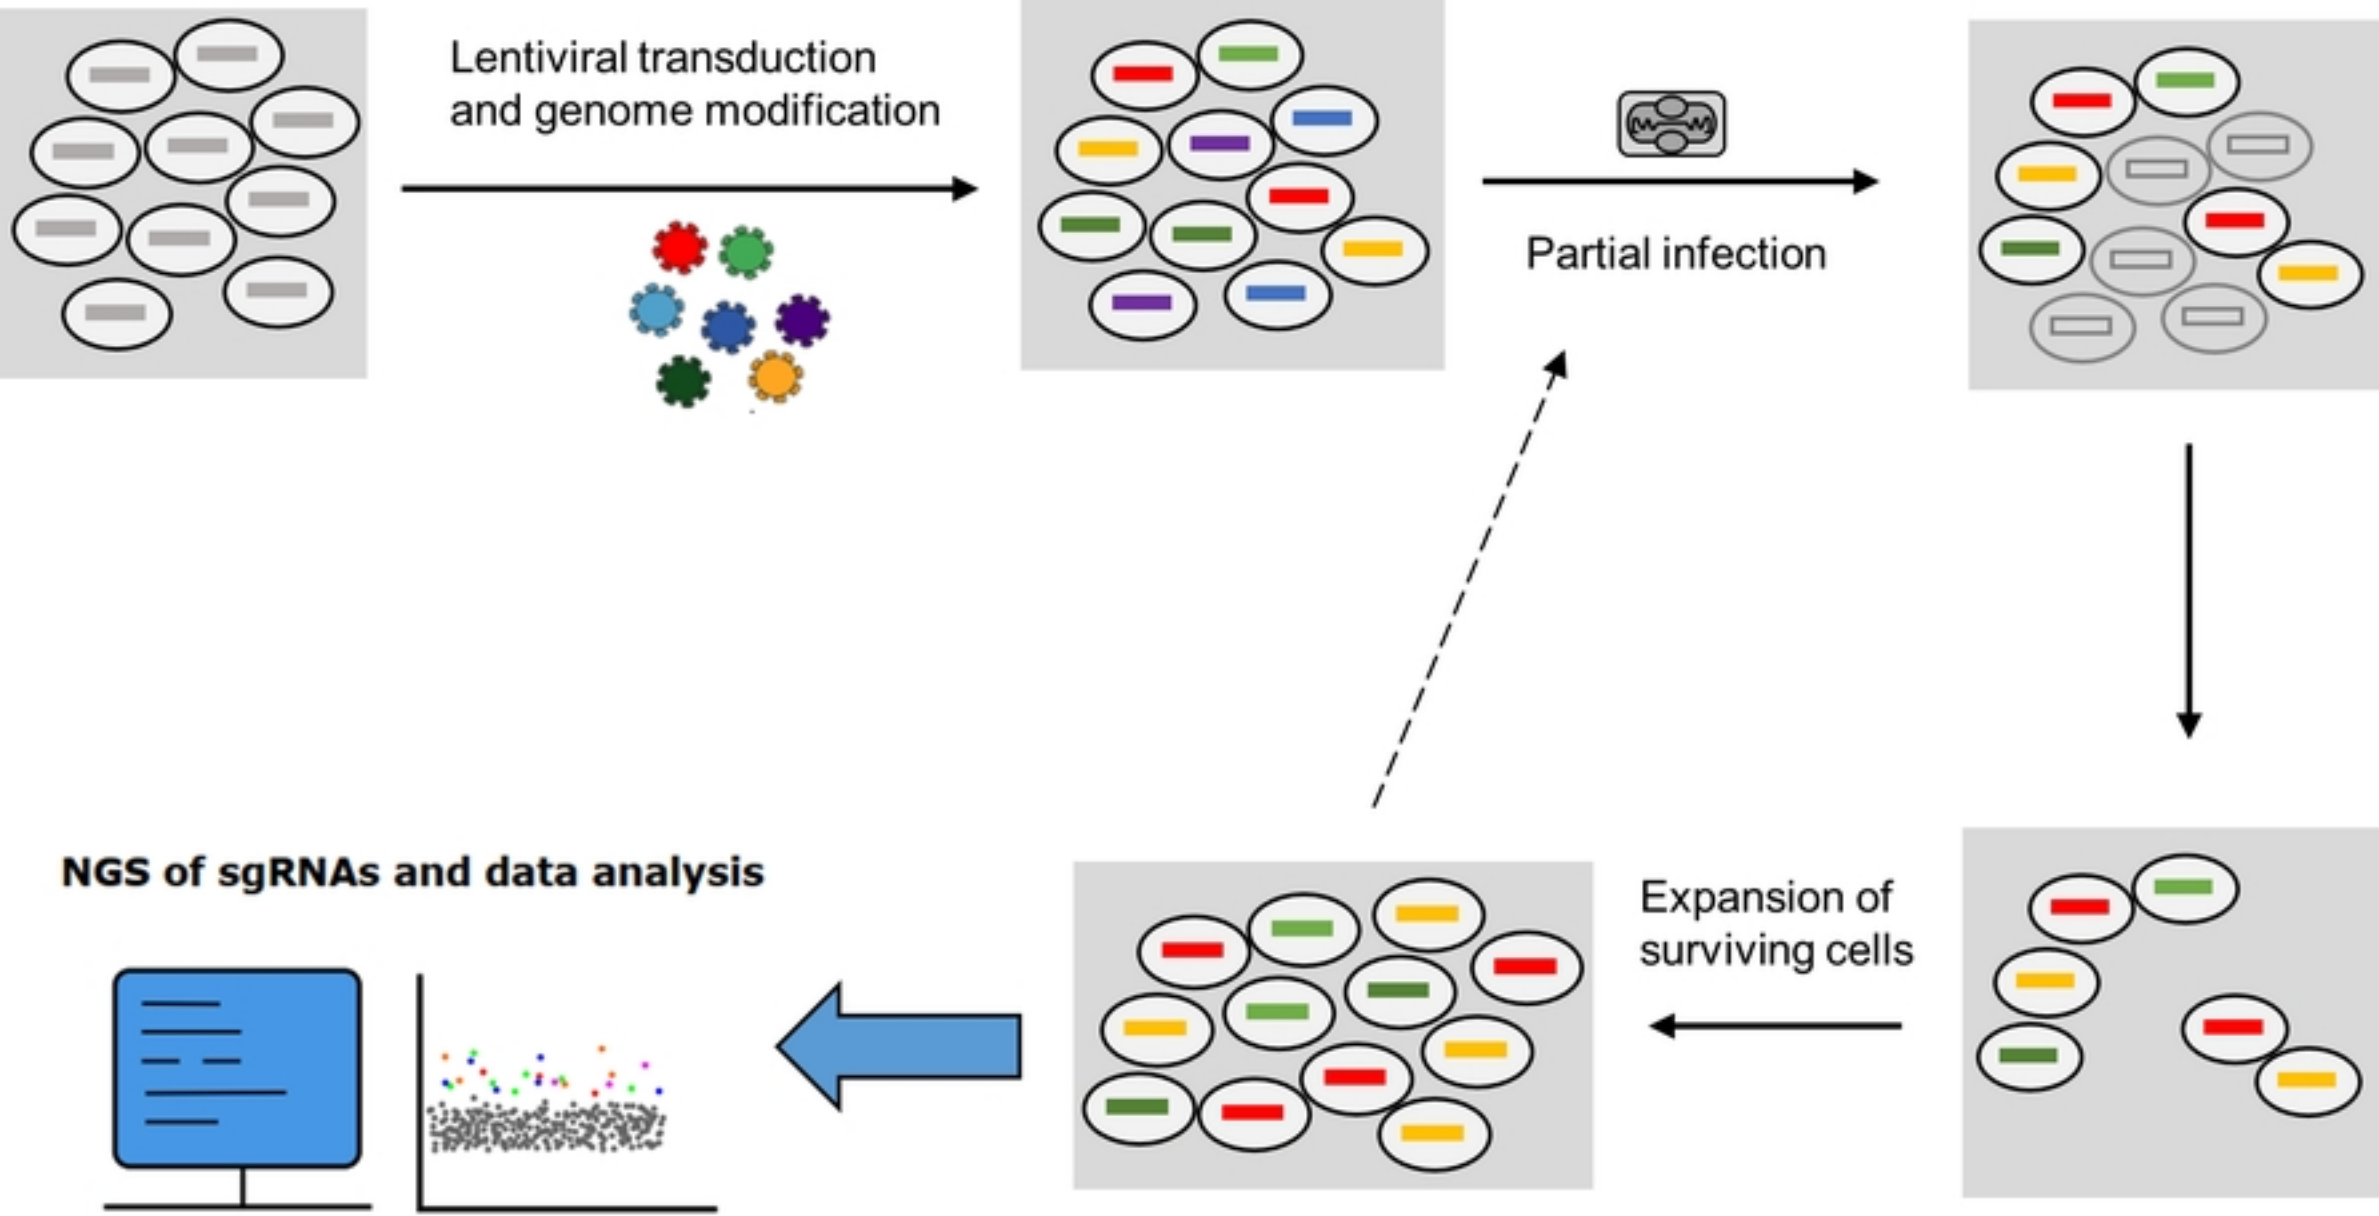 Lentiviral transduction
and genome modification
Partial infection
Expansion of
surviving cells
NGS of sgRNAs and data analysis